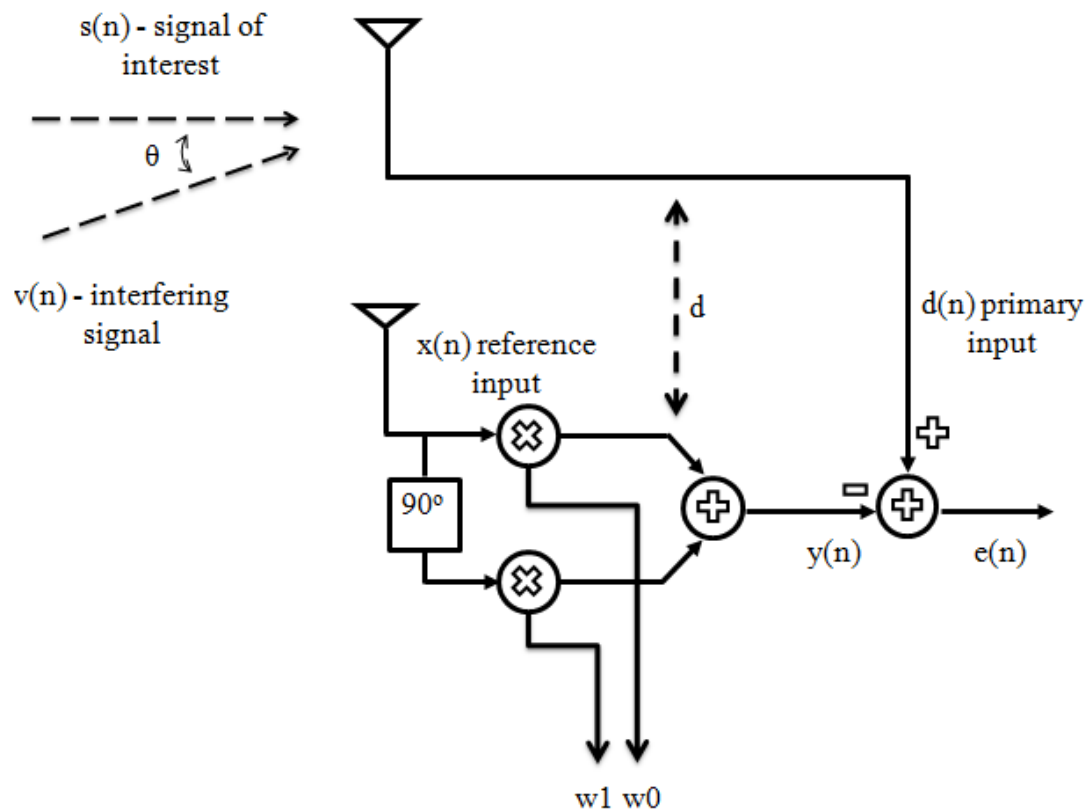 s(n) - signal of
interest
θ
v(n) - interfering
signal
d
d(n) primary
input
x(n) reference
input
90º
y(n)
e(n)
w1 w0